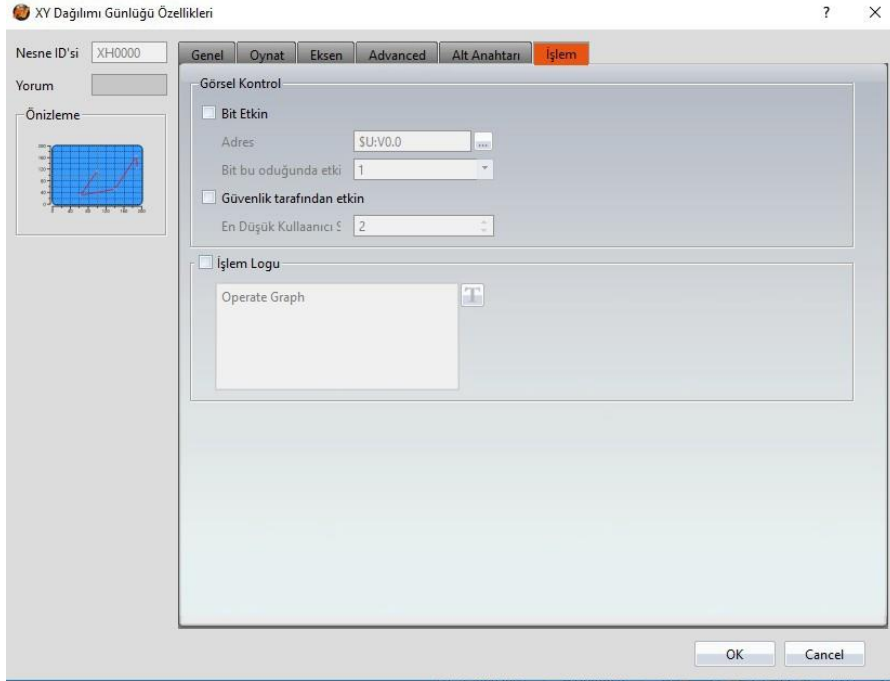 XY Dağılımı Günlüğü Özellikleri ?
Nesne ID'si XH0000
Yorum
Önizleme
Genel Oynat Eksen Advanced Alt Anahtarı İşlem
Görsel Kontrol
Bit Etkin
Adres $U:V0.0 ...
Bit bu oduğunda etki 1
Güvenlik tarafından etkin
En Düşük Kullaanıcı S 2
İşlem Logu
Operate Graph T
OK Cancel